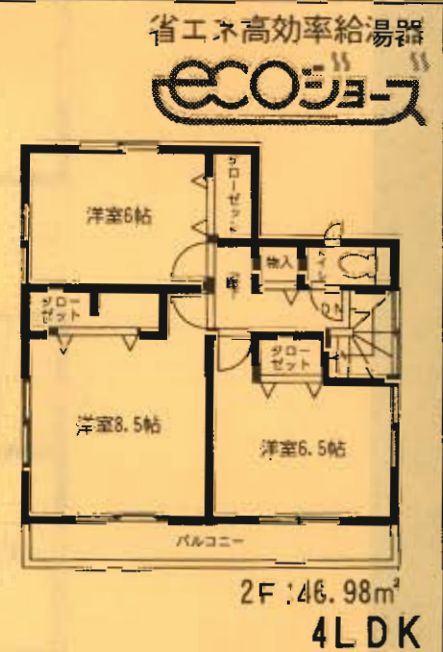 省エネ高効率給湯器
ecoジョーズ
クローゼット
洋室6帖
物入
トイレ
クローゼット
DN
クローゼット
洋室8.5帖
洋室6.5帖
バルコニー
2F:46.98㎡
4LDK